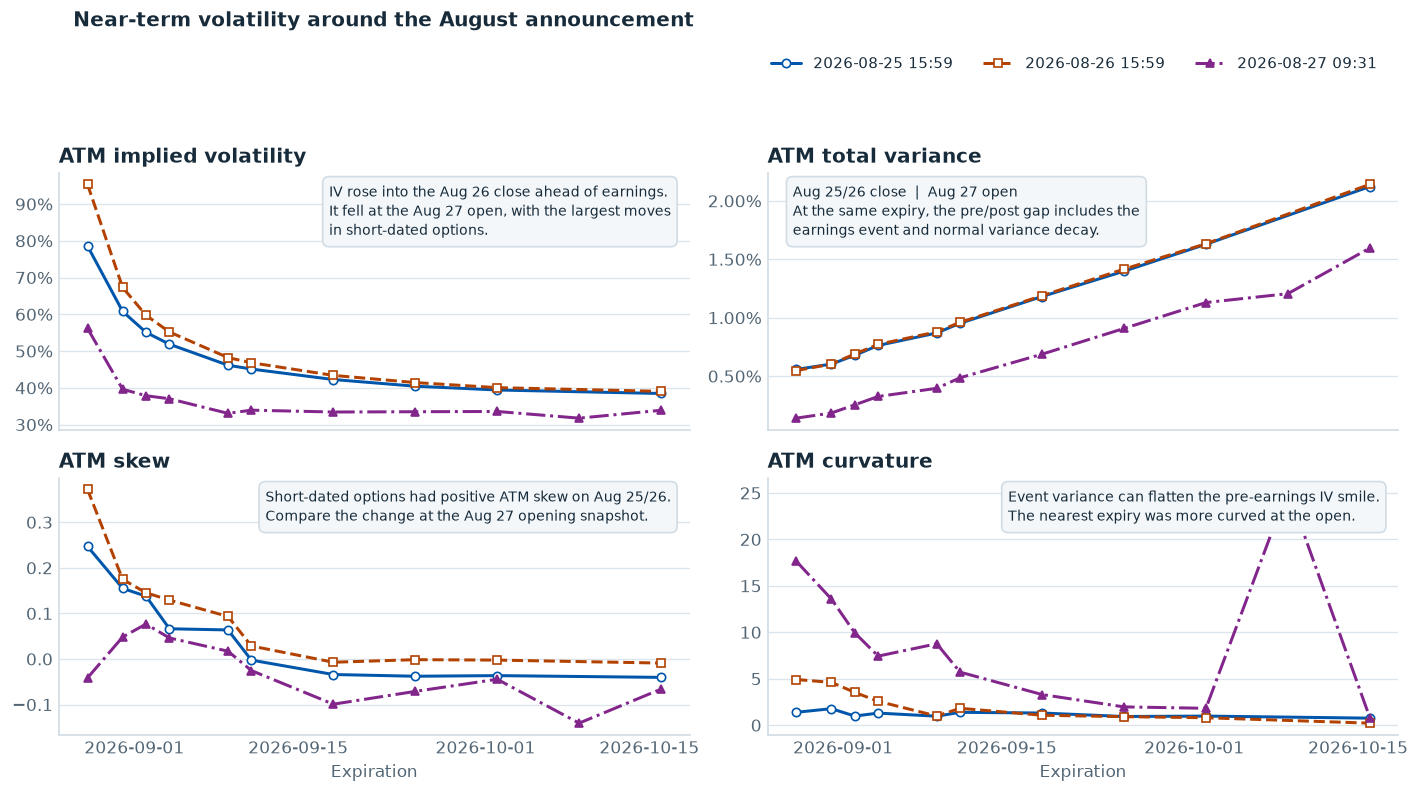 Near-term volatility around the August announcement
2026-08-25 15:59
2026-08-26 15:59
2026-08-27 09:31
ATM implied volatility
IV rose into the Aug 26 close ahead of earnings.
It fell at the Aug 27 open, with the largest moves
in short-dated options.
90%
80%
70%
60%
50%
40%
30%
ATM total variance
Aug 25/26 close | Aug 27 open
At the same expiry, the pre/post gap includes the
earnings event and normal variance decay.
2.00%
1.50%
1.00%
0.50%
ATM skew
Short-dated options had positive ATM skew on Aug 25/26.
Compare the change at the Aug 27 opening snapshot.
0.3
0.2
0.1
0.0
−0.1
2026-09-01
2026-09-15
2026-10-01
2026-10-15
Expiration
ATM curvature
Event variance can flatten the pre-earnings IV smile.
The nearest expiry was more curved at the open.
25
20
15
10
5
0
2026-09-01
2026-09-15
2026-10-01
2026-10-15
Expiration